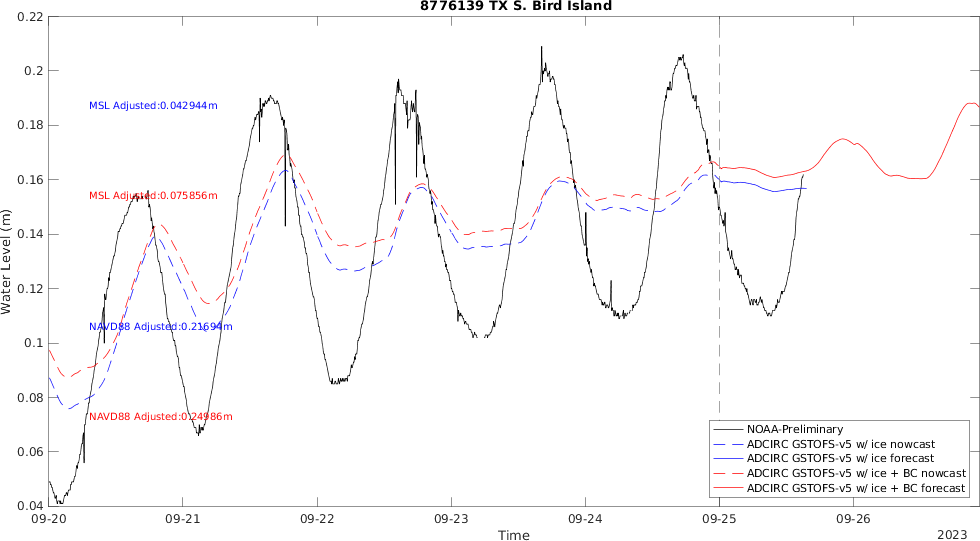 8776139 TX S. Bird Island
Water Level (m)
0.22
0.2
0.18
0.16
0.14
0.12
0.1
0.08
0.06
0.04
MSL Adjusted:0.042944m
MSL Adjusted:0.075856m
NAVD88 Adjusted:0.21694m
NAVD88 Adjusted:0.24986m
NOAA-Preliminary
ADCIRC GSTOFS-v5 w/ ice nowcast
ADCIRC GSTOFS-v5 w/ ice forecast
ADCIRC GSTOFS-v5 w/ ice + BC nowcast
ADCIRC GSTOFS-v5 w/ ice + BC forecast
09-20 09-21 09-22 09-23 09-24 09-25 09-26
Time
2023